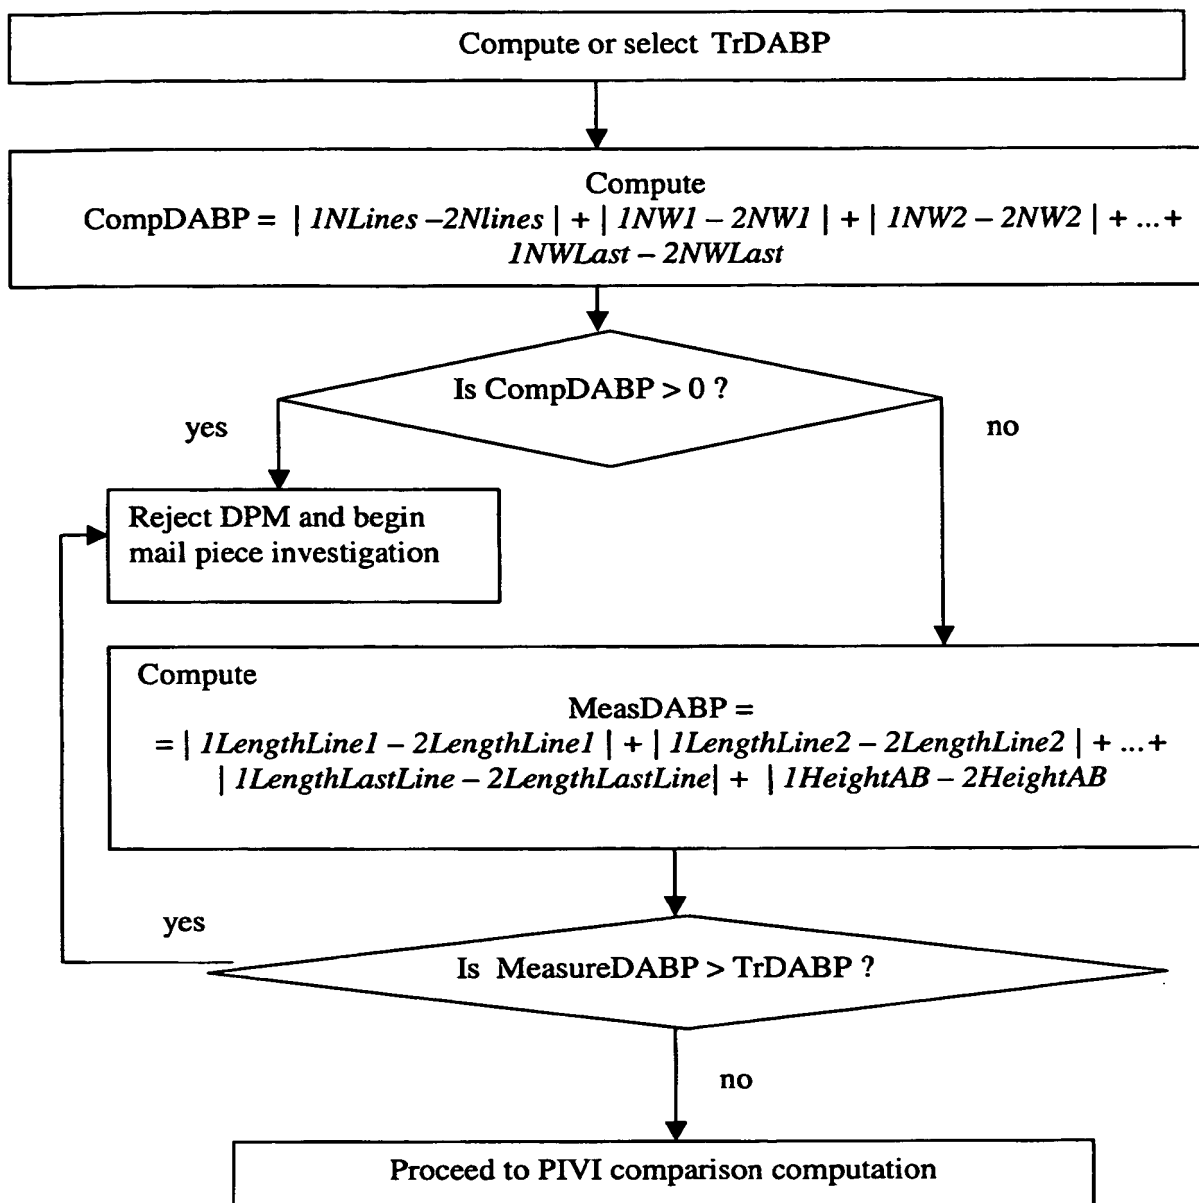 Compute or select TrDABP
Compute
CompDABP = | 1NLines –2Nlines | + | 1NW1 – 2NW1 | + | 1NW2 – 2NW2 | + ...+
1NWLast – 2NWLast
Is CompDABP > 0 ?
yes
no
Reject DPM and begin
mail piece investigation
Compute
MeasDABP =
= | 1LengthLine1 – 2LengthLine1 | + | 1LengthLine2 – 2LengthLine2 | + ...+
| 1LengthLastLine – 2LengthLastLine| + | 1HeightAB – 2HeightAB
yes
Is MeasureDABP > TrDABP ?
no
Proceed to PIVI comparison computation